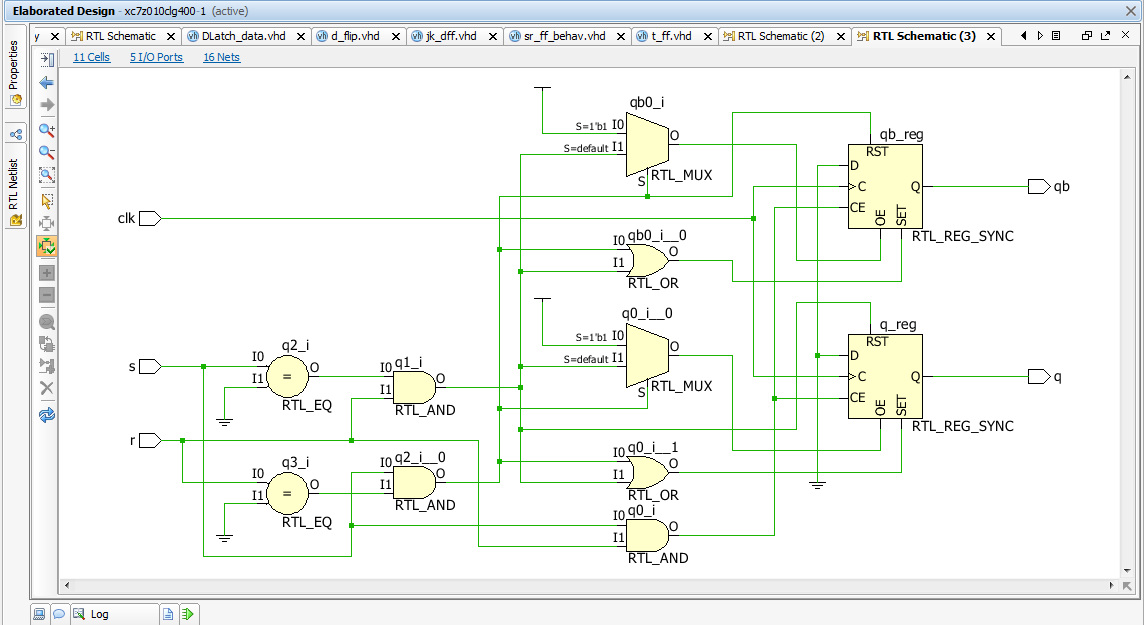 Elaborated Design - xc7z010clg400-1 (active)
y RTL Schematic DLatch_data.vhd d_flip.vhd jk_dff.vhd sr_ff_behav.vhd t_ff.vhd RTL Schematic (2) RTL Schematic (3)
Properties
RTL Netlist
11 Cells 5 I/O Ports 16 Nets
qb0_i
S=1'b1 I0
O
S=default I1
S RTL_MUX
qb_reg
RST
D
C Q
CE
OE SET
RTL_REG_SYNC
qb
clk
qb0_i__0
I0
O
I1
RTL_OR
q0_i__0
S=1'b1 I0
O
S=default I1
S RTL_MUX
q_reg
RST
D
C Q
CE
OE SET
RTL_REG_SYNC
q
s
q2_i
I0
O
I1
=
RTL_EQ
q1_i
I0
O
I1
RTL_AND
r
q3_i
I0
O
I1
=
RTL_EQ
q2_i__0
I0
O
I1
RTL_AND
q0_i__1
I0
O
I1
RTL_OR
q0_i
I0
O
I1
RTL_AND
Log